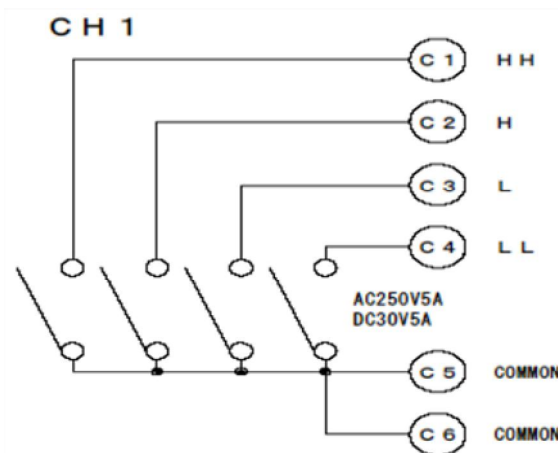 CH1
C1 HH
C2 H
C3 L
C4 LL
AC250V5A
DC30V5A
C5 COMMON
C6 COMMON